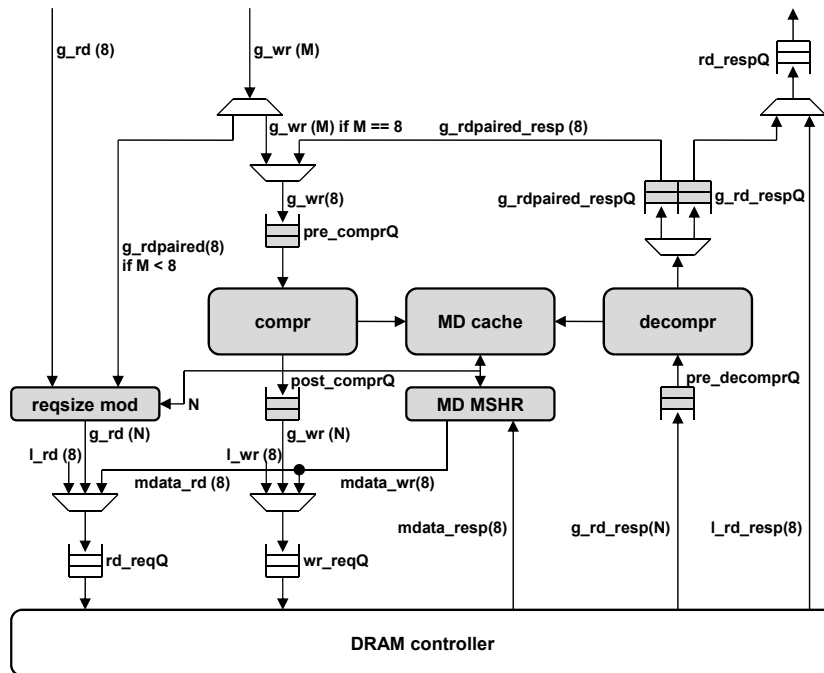 g_rd (8)
g_wr (M)
rd_respQ
g_wr (M) if M == 8
g_rdpaired_resp (8)
g_wr(8)
g_rdpaired_respQ
g_rd_respQ
pre_comprQ
g_rdpaired(8)
if M < 8
compr
MD cache
decompr
post_comprQ
pre_decomprQ
reqsize mod
N
MD MSHR
g_rd (N)
g_wr (N)
l_rd (8)
l_wr (8)
mdata_rd (8)
mdata_wr(8)
mdata_resp(8)
g_rd_resp(N)
l_rd_resp(8)
rd_reqQ
wr_reqQ
DRAM controller